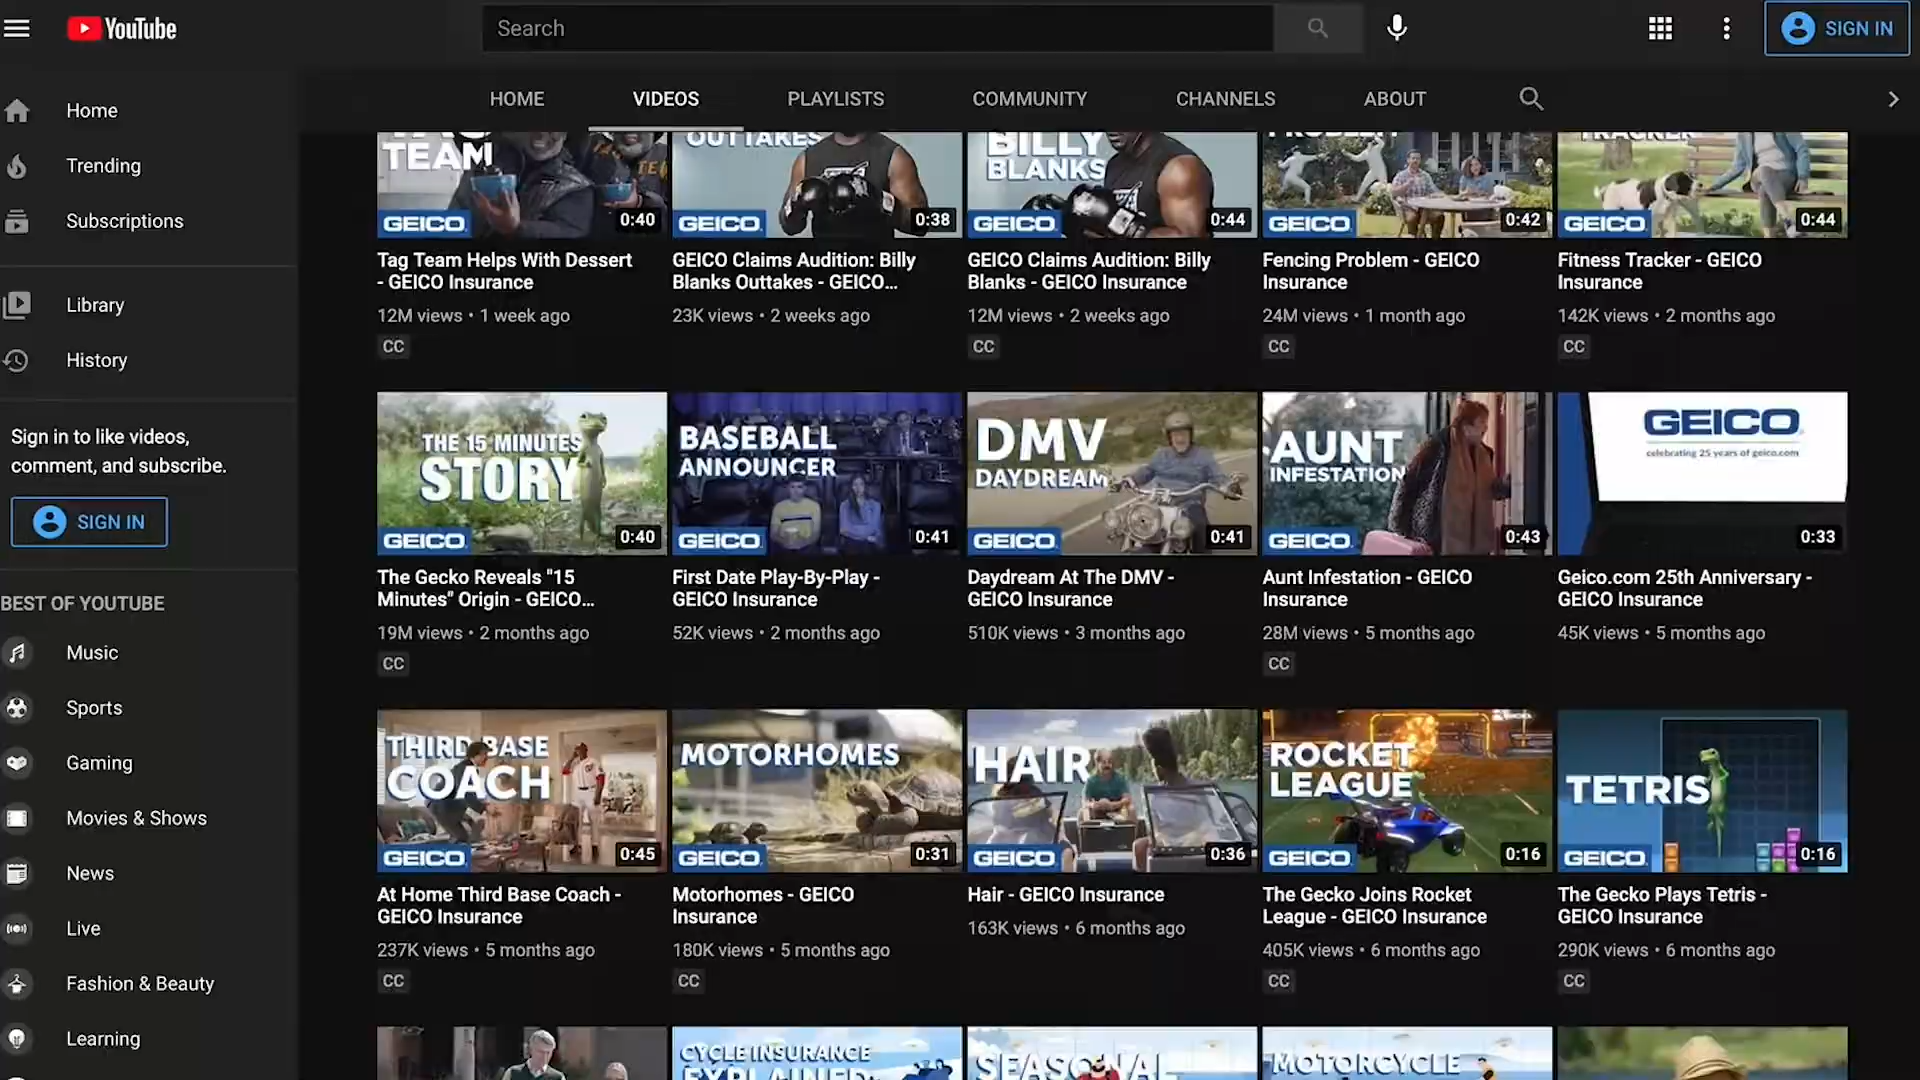 YouTube
Search
SIGN IN
Home
Trending
Subscriptions
Library
History
Sign in to like videos,
comment, and subscribe.
SIGN IN
BEST OF YOUTUBE
Music
Sports
Gaming
Movies & Shows
News
Live
Fashion & Beauty
Learning
HOME
VIDEOS
PLAYLISTS
COMMUNITY
CHANNELS
ABOUT
TAG
TEAM
GEICO
0:40
Tag Team Helps With Dessert
- GEICO Insurance
12M views • 1 week ago
CC
OUTTAKES
GEICO
0:38
GEICO Claims Audition: Billy
Blanks Outtakes - GEICO...
23K views • 2 weeks ago
BILLY
BLANKS
GEICO
0:44
GEICO Claims Audition: Billy
Blanks - GEICO Insurance
12M views • 2 weeks ago
CC
PROBLEM
GEICO
0:42
Fencing Problem - GEICO
Insurance
24M views • 1 month ago
CC
TRACKER
GEICO
0:44
Fitness Tracker - GEICO
Insurance
142K views • 2 months ago
CC
THE 15 MINUTES
STORY
GEICO
0:40
The Gecko Reveals "15
Minutes" Origin - GEICO...
19M views • 2 months ago
CC
BASEBALL
ANNOUNCER
GEICO
0:41
First Date Play-By-Play -
GEICO Insurance
52K views • 2 months ago
DMV
DAYDREAM
GEICO
0:41
Daydream At The DMV -
GEICO Insurance
510K views • 3 months ago
AUNT
INFESTATION
GEICO
0:43
Aunt Infestation - GEICO
Insurance
28M views • 5 months ago
CC
GEICO
celebrating 25 years of geico.com
0:33
Geico.com 25th Anniversary -
GEICO Insurance
45K views • 5 months ago
THIRD BASE
COACH
GEICO
0:45
At Home Third Base Coach -
GEICO Insurance
237K views • 5 months ago
CC
MOTORHOMES
GEICO
0:31
Motorhomes - GEICO
Insurance
180K views • 5 months ago
CC
HAIR
GEICO
0:36
Hair - GEICO Insurance
163K views • 6 months ago
ROCKET
LEAGUE
GEICO
0:16
The Gecko Joins Rocket
League - GEICO Insurance
405K views • 6 months ago
CC
TETRIS
GEICO
0:16
The Gecko Plays Tetris -
GEICO Insurance
290K views • 6 months ago
CC
CYCLE INSURANCE
EXPLAINED
SEASONAL
MOTORCYCLE